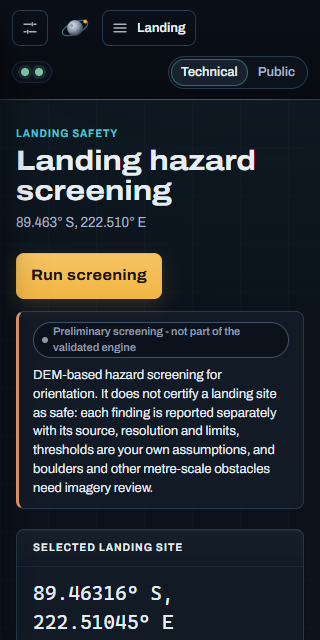 Landing
Technical Public
LANDING SAFETY
Landing hazard
screening
89.463° S, 222.510° E
Run screening
Preliminary screening - not part of the
validated engine
DEM-based hazard screening for
orientation. It does not certify a landing site
as safe: each finding is reported separately
with its source, resolution and limits,
thresholds are your own assumptions, and
boulders and other metre-scale obstacles
need imagery review.
SELECTED LANDING SITE
89.46316° S,
222.51045° E